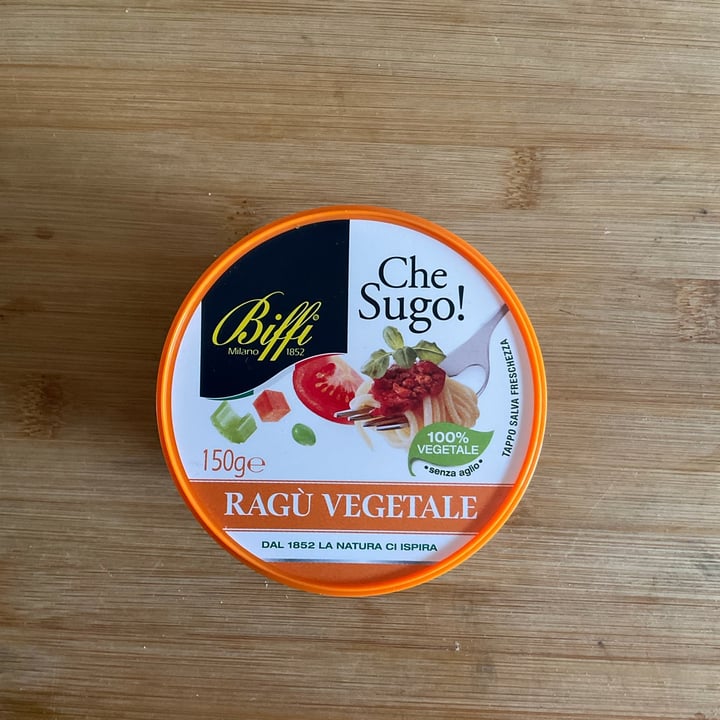 Che
Sugo!
Biffi
Milano 1852
TAPPO SALVA FRESCHEZZA
100%
VEGETALE
•senza aglio•
150g℮
RAGÙ VEGETALE
DAL 1852 LA NATURA CI ISPIRA